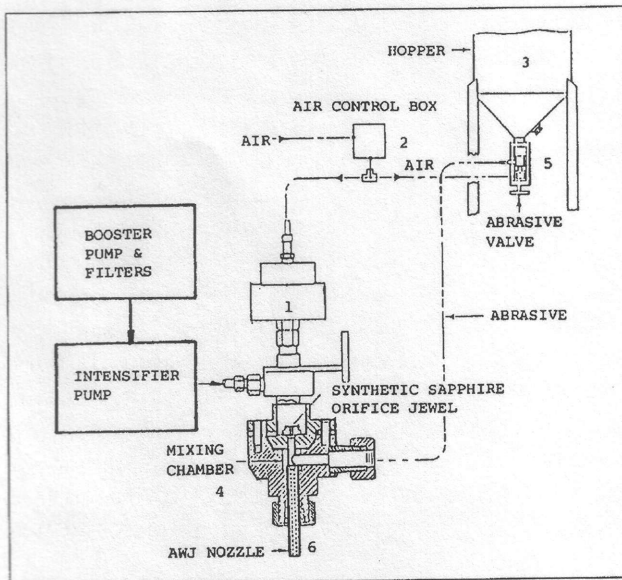 HOPPER
3
AIR CONTROL BOX
AIR
2
AIR
5
ABRASIVE
VALVE
BOOSTER
PUMP &
FILTERS
1
ABRASIVE
INTENSIFIER
PUMP
SYNTHETIC SAPPHIRE
ORIFICE JEWEL
MIXING
CHAMBER
4
AWJ NOZZLE
6